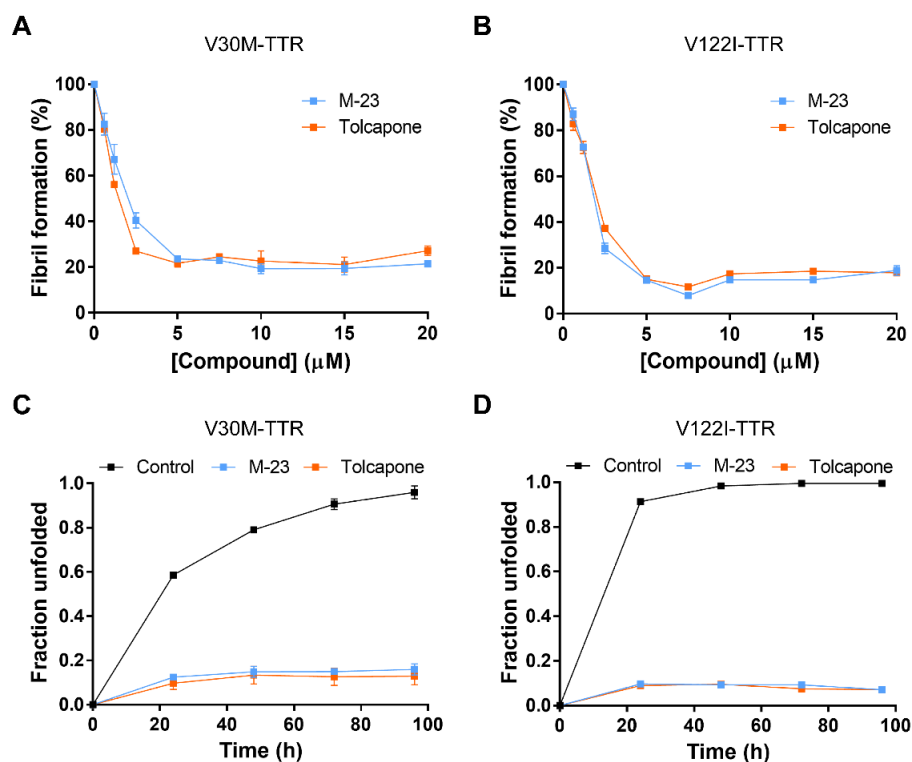 A
V30M-TTR
Fibril formation (%)
100
80
60
40
20
0
M-23
Tolcapone
0 5 10 15 20
[Compound] (μM)
B
V122I-TTR
Fibril formation (%)
100
80
60
40
20
0
M-23
Tolcapone
0 5 10 15 20
[Compound] (μM)
C
V30M-TTR
Control M-23 Tolcapone
Fraction unfolded
1.0
0.8
0.6
0.4
0.2
0.0
0 20 40 60 80 100
Time (h)
D
V122I-TTR
Control M-23 Tolcapone
Fraction unfolded
1.0
0.8
0.6
0.4
0.2
0.0
0 20 40 60 80 100
Time (h)